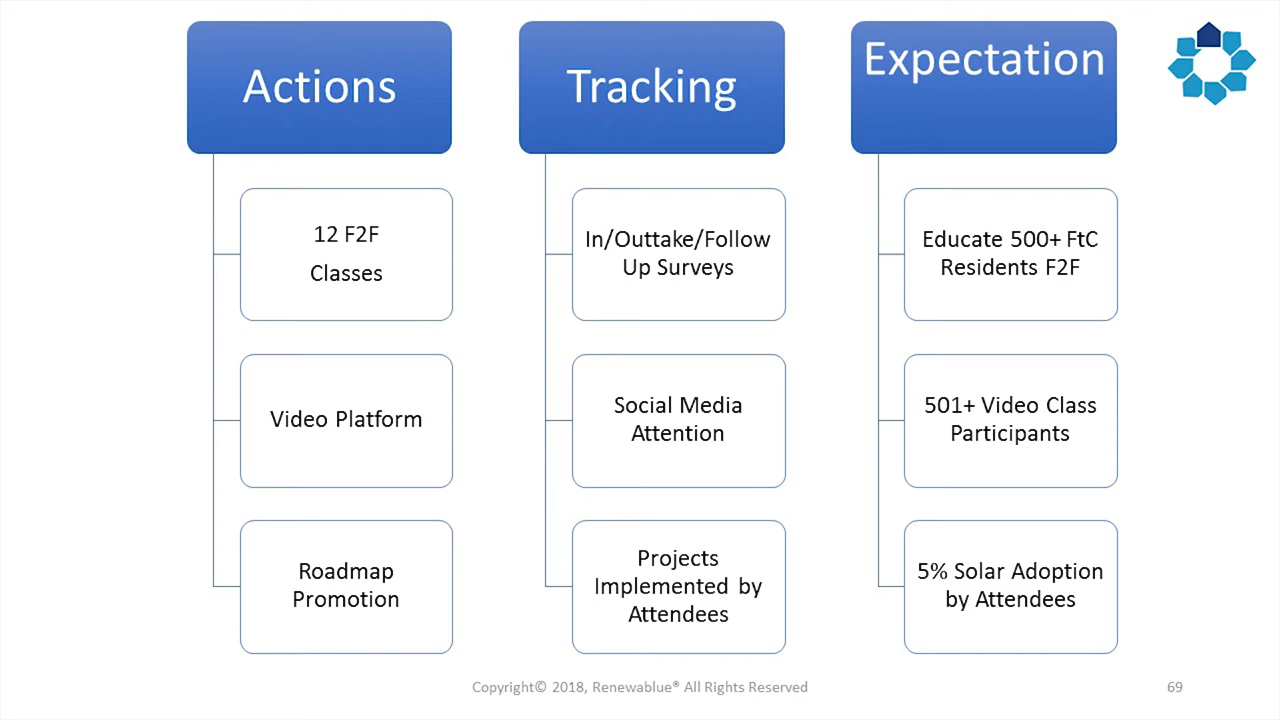 Actions
12 F2F
Classes
Video Platform
Roadmap
Promotion
Tracking
In/Outtake/Follow
Up Surveys
Social Media
Attention
Projects
Implemented by
Attendees
Expectation
Educate 500+ FtC
Residents F2F
501+ Video Class
Participants
5% Solar Adoption
by Attendees
Copyright© 2018, Renewablue® All Rights Reserved
69